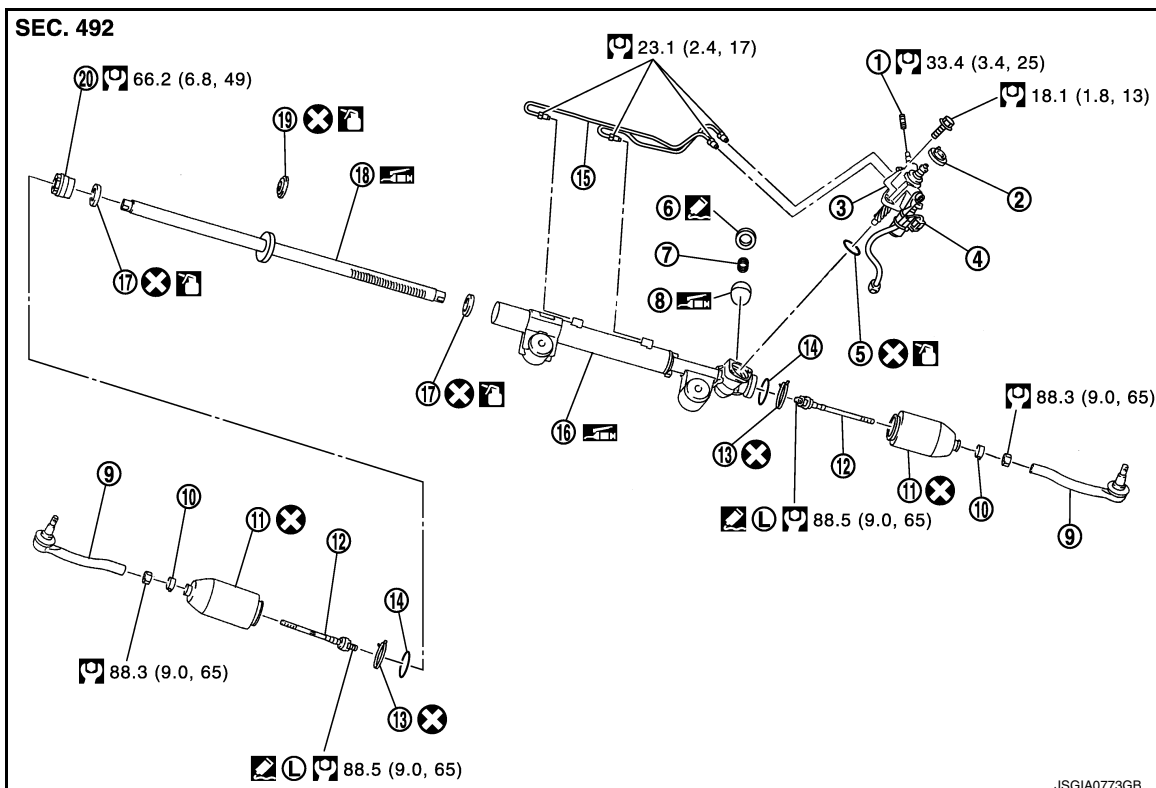 SEC. 492
23.1 (2.4, 17)
1 33.4 (3.4, 25)
18.1 (1.8, 13)
20 66.2 (6.8, 49)
19
18
15
2
3
6
4
7
17
8
14
5
17
88.3 (9.0, 65)
16
13
12
9
10
11
12
11
10
9
L 88.5 (9.0, 65)
14
88.3 (9.0, 65)
13
L 88.5 (9.0, 65)
JSGIA0773GB